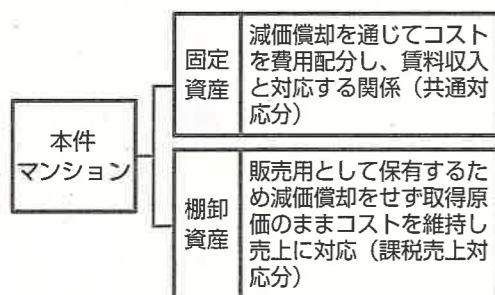 本件
マンション
固定
資産
減価償却を通じてコスト
を費用配分し、賃料収入
と対応する関係（共通対
応分）
棚卸
資産
販売用として保有するた
め減価償却をせず取得原
価のままコストを維持し
売上に対応（課税売上対
応分）